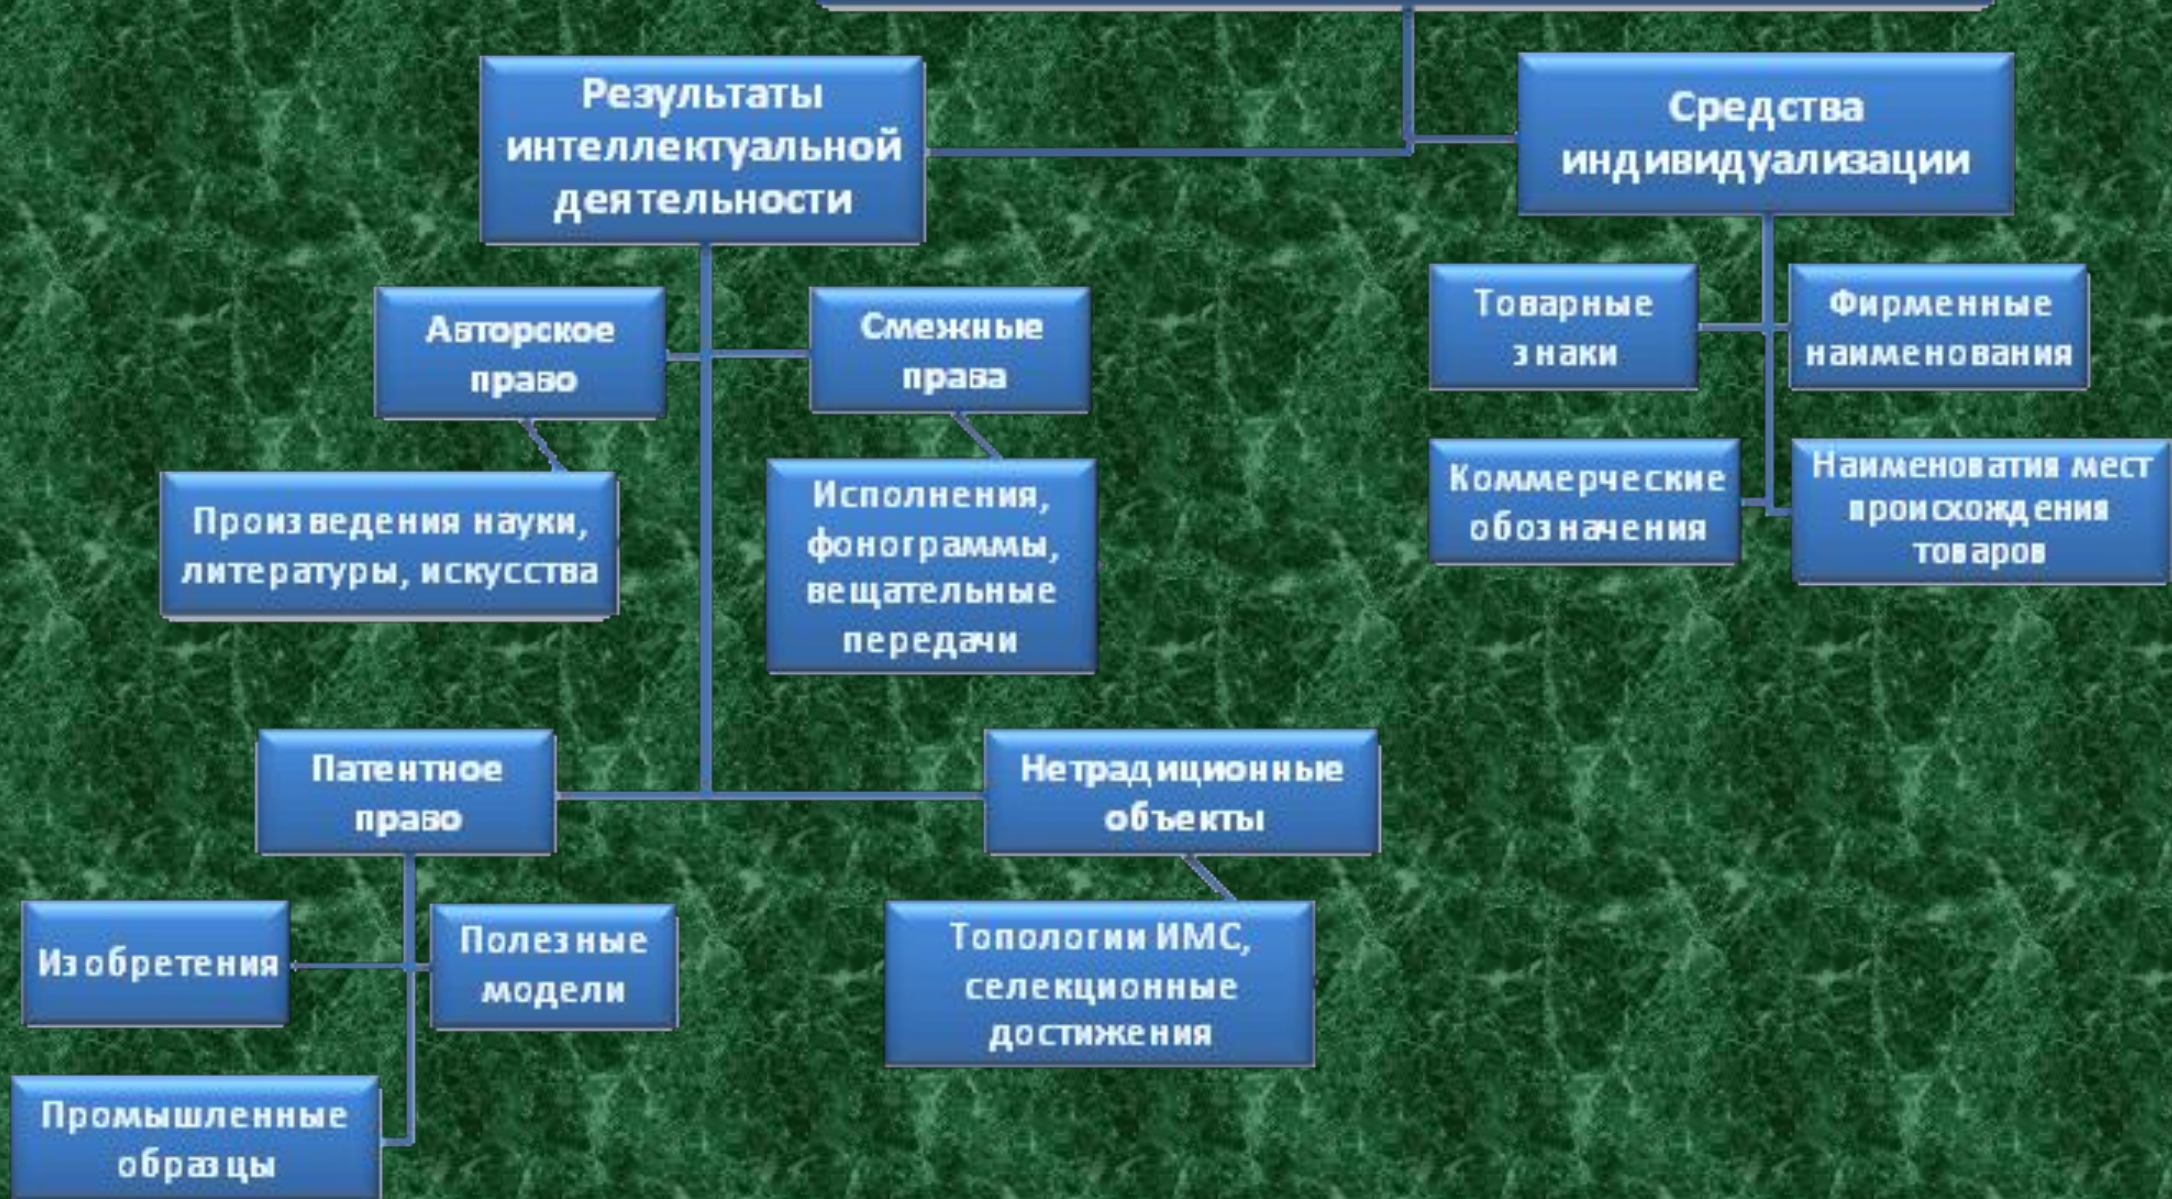 Результаты
интеллектуальной
деятельности
Средства
индивидуализации
Авторское
право
Смежные
права
Товарные
знаки
Фирменные
наименования
Произведения науки,
литературы, искусства
Исполнения,
фонограммы,
вещательные
передачи
Коммерческие
обозначения
Наименоватия мест
происхождения
товаров
Патентное
право
Нетрадиционные
объекты
Изобретения
Полезные
модели
Топологии ИМС,
селекционные
достижения
Промышленные
образцы